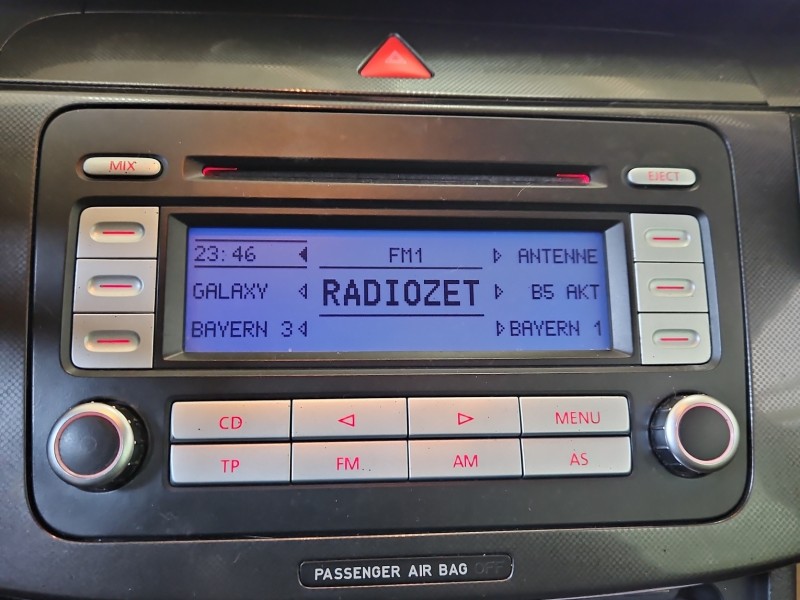 MIX
EJECT
23:46 FM1 ANTENNE
GALAXY RADIOZET B5 AKT
BAYERN 3 BAYERN 1
CD MENU
TP FM AM AS
PASSENGER AIR BAG OFF